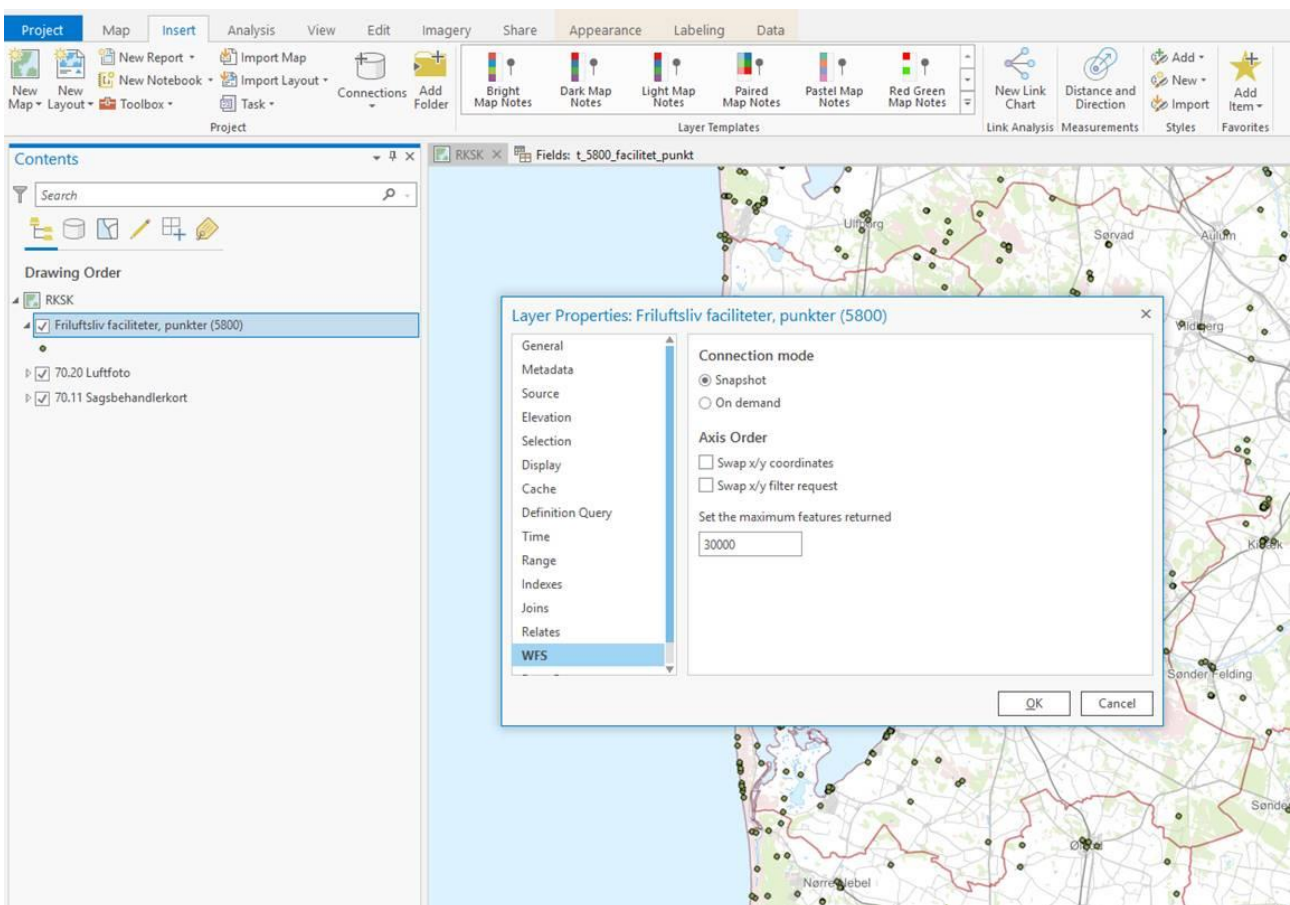 Project Map Insert Analysis View Edit Imagery Share Appearance Labeling Data
New Map
New Layout
New Report
New Notebook
Toolbox
Import Map
Import Layout
Task
Connections
Add Folder
Project
Bright Map Notes
Dark Map Notes
Light Map Notes
Paired Map Notes
Pastel Map Notes
Red Green Map Notes
Layer Templates
New Link Chart
Link Analysis
Distance and Direction
Measurements
Add
New
Import
Styles
Add Item
Favorites
Contents
Search
Drawing Order
RKSK
Friluftsliv faciliteter, punkter (5800)
70.20 Luftfoto
70.11 Sagsbehandlerkort
RKSK
Fields: t_5800_facilitet_punkt
Ulfborg
Sørvad
Aulum
Vildbjerg
Kibæk
Sønder Felding
Sønde
Ølgod
Nørre Nebel
Layer Properties: Friluftsliv faciliteter, punkter (5800)
General
Metadata
Source
Elevation
Selection
Display
Cache
Definition Query
Time
Range
Indexes
Joins
Relates
WFS
Connection mode
Snapshot
On demand
Axis Order
Swap x/y coordinates
Swap x/y filter request
Set the maximum features returned
30000
OK
Cancel